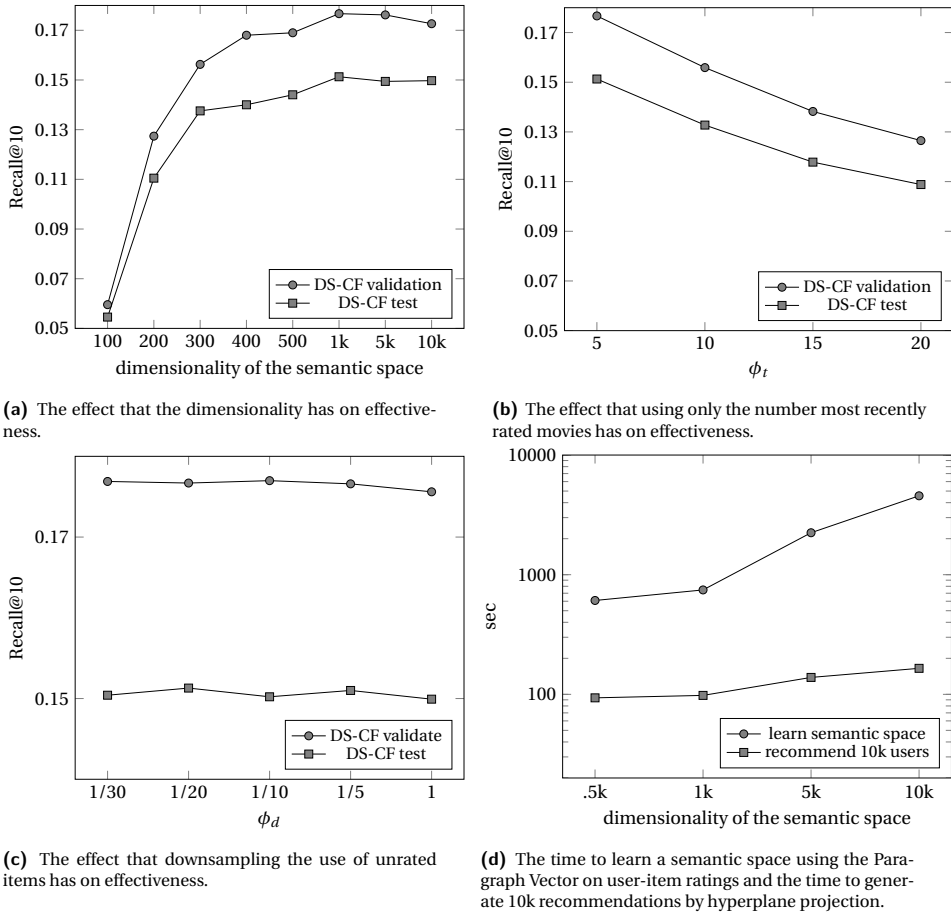 0.17
0.15
0.13
0.11
0.09
0.07
0.05
Recall@10
100 200 300 400 500 1k 5k 10k
dimensionality of the semantic space
DS-CF validation
DS-CF test
(a) The effect that the dimensionality has on effective-
ness.
0.17
0.15
0.13
0.11
0.09
0.07
0.05
Recall@10
5 10 15 20
ϕt
DS-CF validation
DS-CF test
(b) The effect that using only the number most recently
rated movies has on effectiveness.
0.17
0.15
Recall@10
1/30 1/20 1/10 1/5 1
ϕd
DS-CF validate
DS-CF test
(c) The effect that downsampling the use of unrated
items has on effectiveness.
10000
1000
100
sec
.5k 1k 5k 10k
dimensionality of the semantic space
learn semantic space
recommend 10k users
(d) The time to learn a semantic space using the Para-
graph Vector on user-item ratings and the time to gener-
ate 10k recommendations by hyperplane projection.